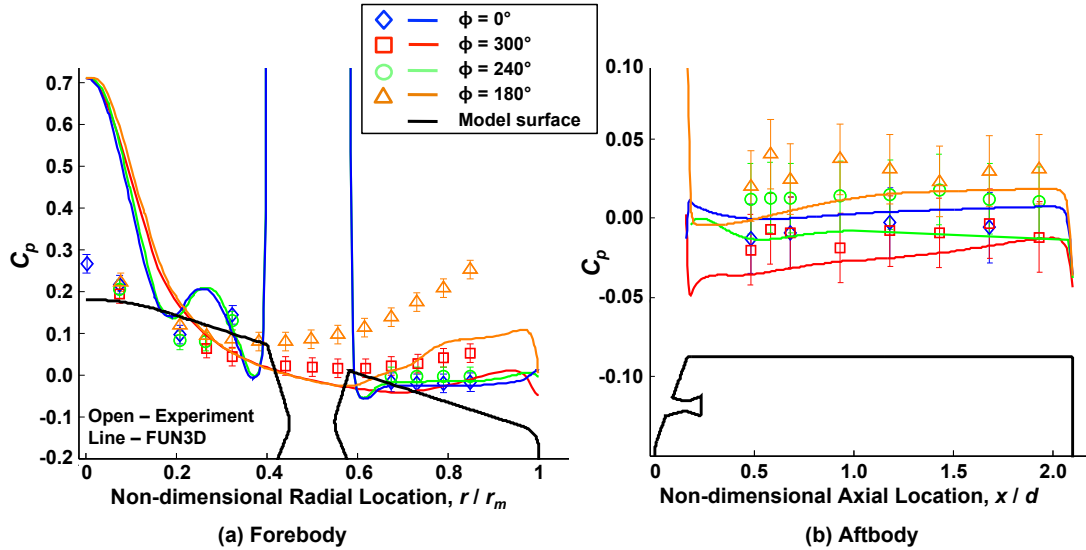 ϕ = 0°
ϕ = 300°
ϕ = 240°
ϕ = 180°
Model surface
0.7
0.6
0.5
0.4
0.3
0.2
0.1
0.0
-0.1
-0.2
Cp
Open – Experiment
Line – FUN3D
0 0.2 0.4 0.6 0.8 1
Non-dimensional Radial Location, r / rm
(a) Forebody
0.10
0.05
0.00
-0.05
-0.10
Cp
0 0.5 1.0 1.5 2.0
Non-dimensional Axial Location, x / d
(b) Aftbody